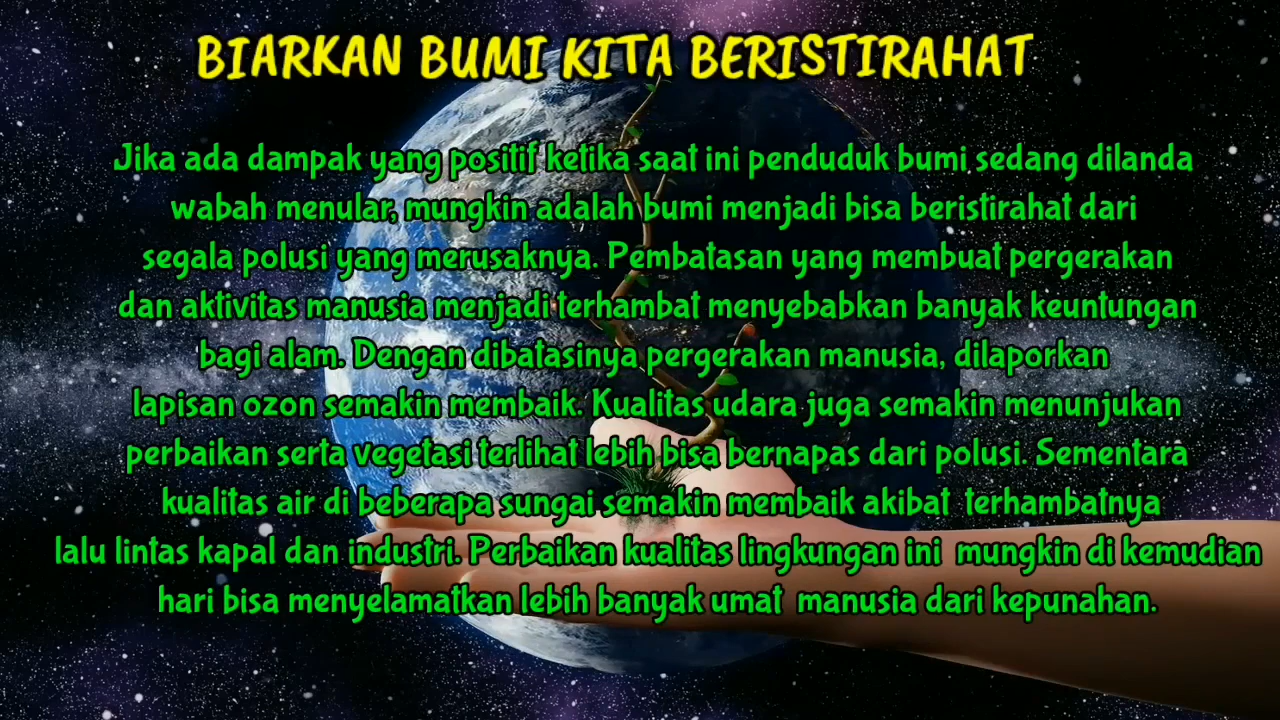 BIARKAN BUMI KITA BERISTIRAHAT
Jika ada dampak yang positif ketika saat ini penduduk bumi sedang dilanda
wabah menular, mungkin adalah bumi menjadi bisa beristirahat dari
segala polusi yang merusaknya. Pembatasan yang membuat pergerakan
dan aktivitas manusia menjadi terhambat menyebabkan banyak keuntungan
bagi alam. Dengan dibatasinya pergerakan manusia, dilaporkan
lapisan ozon semakin membaik. Kualitas udara juga semakin menunjukan
perbaikan serta vegetasi terlihat lebih bisa bernapas dari polusi. Sementara
kualitas air di beberapa sungai semakin membaik akibat terhambatnya
lalu lintas kapal dan industri. Perbaikan kualitas lingkungan ini mungkin di kemudian
hari bisa menyelamatkan lebih banyak umat manusia dari kepunahan.